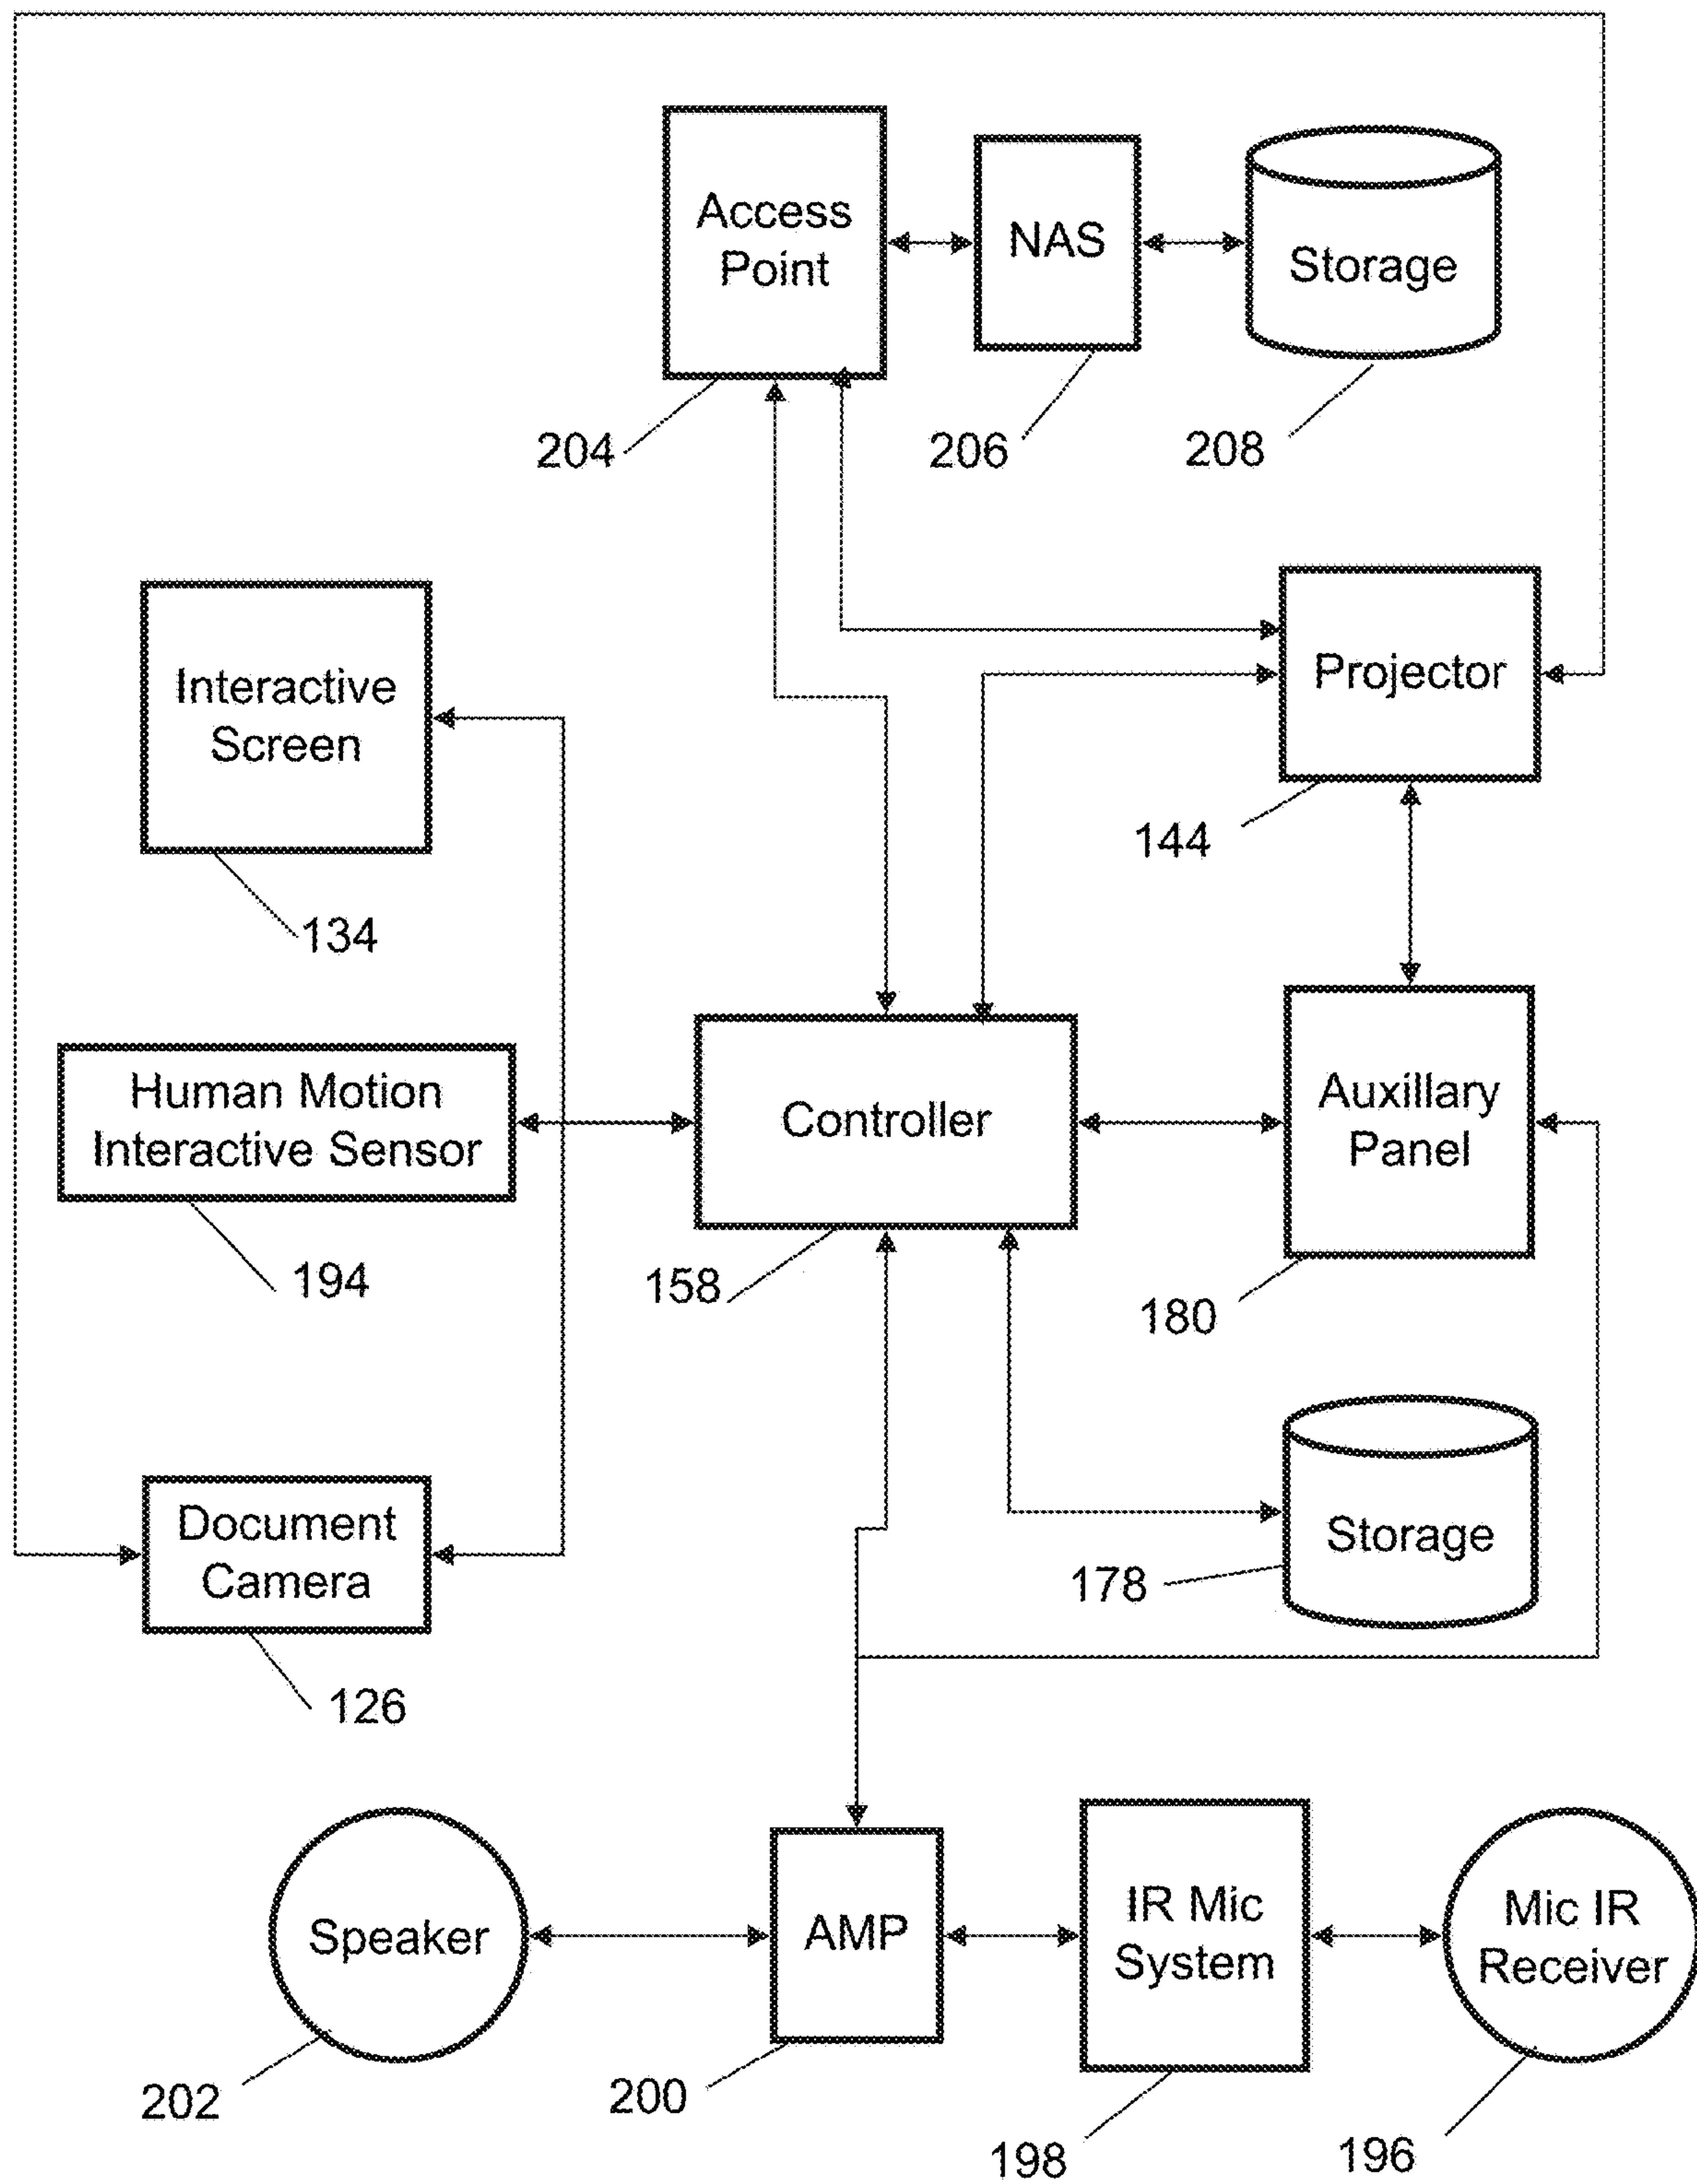 Access
Point
NAS
Storage
204
206
208
Interactive
Screen
Projector
144
134
Human Motion
Interactive Sensor
Controller
Auxillary
Panel
194
158
180
Document
Camera
Storage
178
126
Speaker
AMP
IR Mic
System
Mic IR
Receiver
202
200
198
196